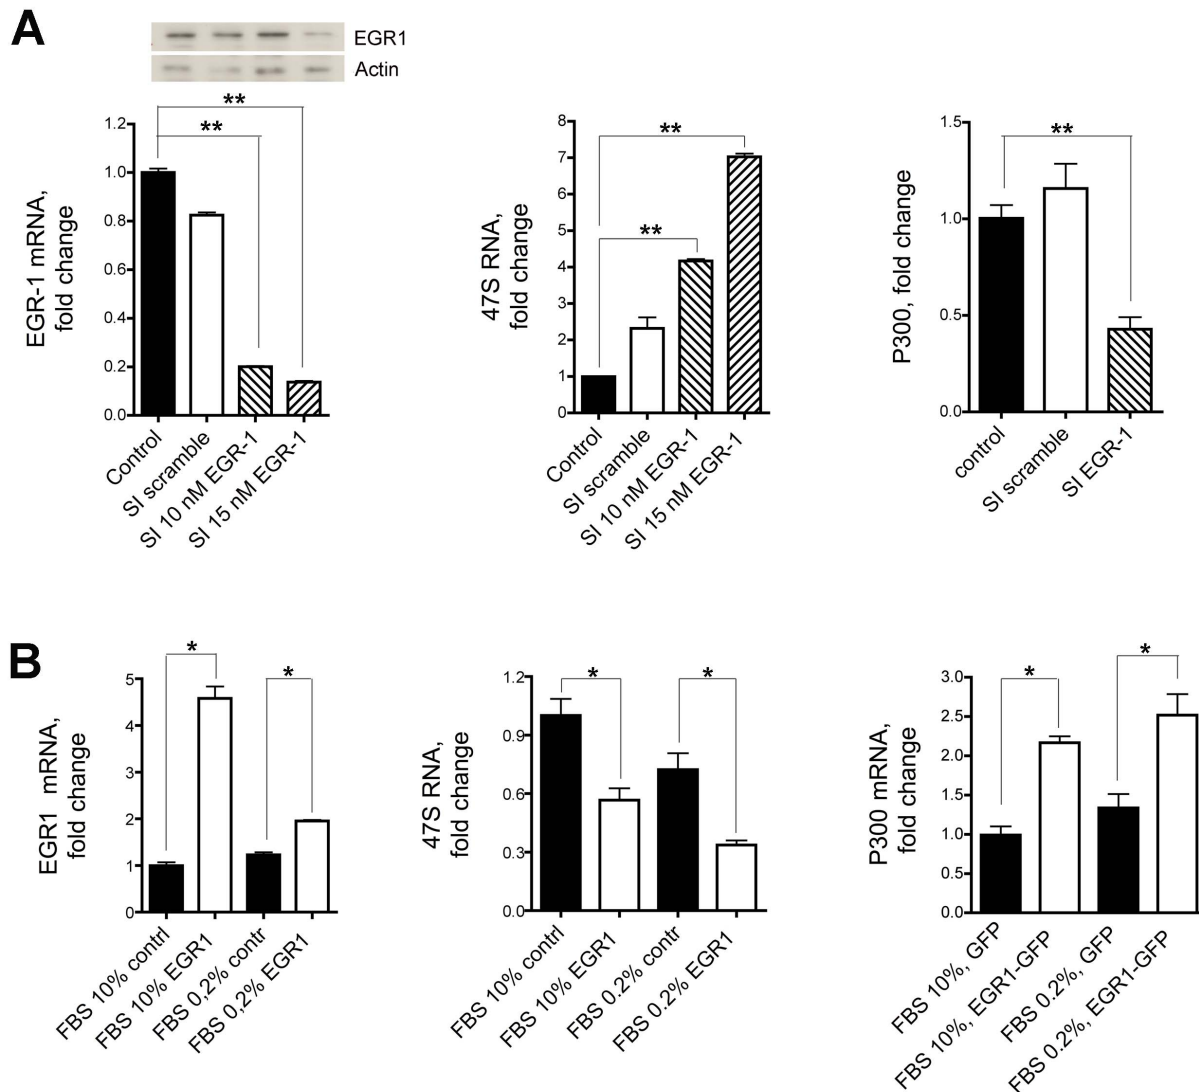 A
EGR1
Actin
EGR-1 mRNA,
fold change
1.2
1.0
0.8
0.6
0.4
0.2
0.0
**
**
Control
SI scramble
SI 10 nM EGR-1
SI 15 nM EGR-1
47S RNA,
fold change
8
7
6
5
4
3
2
1
0
**
**
Control
SI scramble
SI 10 nM EGR-1
SI 15 nM EGR-1
P300, fold change
1.5
1.0
0.5
0.0
**
control
SI scramble
SI EGR-1
B
EGR1 mRNA,
fold change
5
4
3
2
1
0
*
*
FBS 10% contrl
FBS 10% EGR1
FBS 0,2% contr
FBS 0,2% EGR1
47S RNA,
fold change
1.2
0.9
0.6
0.3
0.0
*
*
FBS 10% contrl
FBS 10% EGR1
FBS 0.2% contr
FBS 0.2% EGR1
P300 mRNA,
fold change
3.0
2.5
2.0
1.5
1.0
0.5
0.0
*
*
FBS 10%, GFP
FBS 10%, EGR1-GFP
FBS 0.2%, GFP
FBS 0.2%, EGR1-GFP